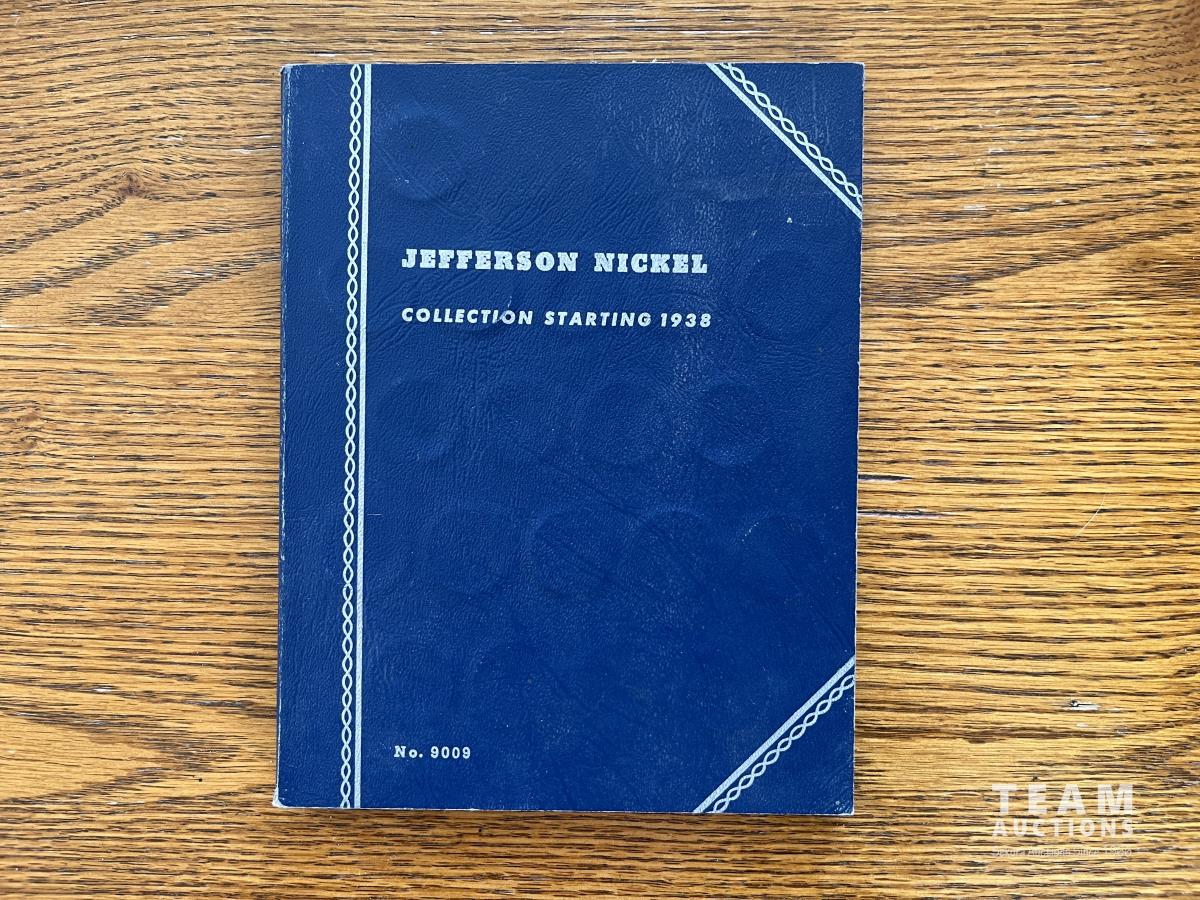 JEFFERSON NICKEL
COLLECTION STARTING 1938
No. 9009
TEAM
AUCTIONS